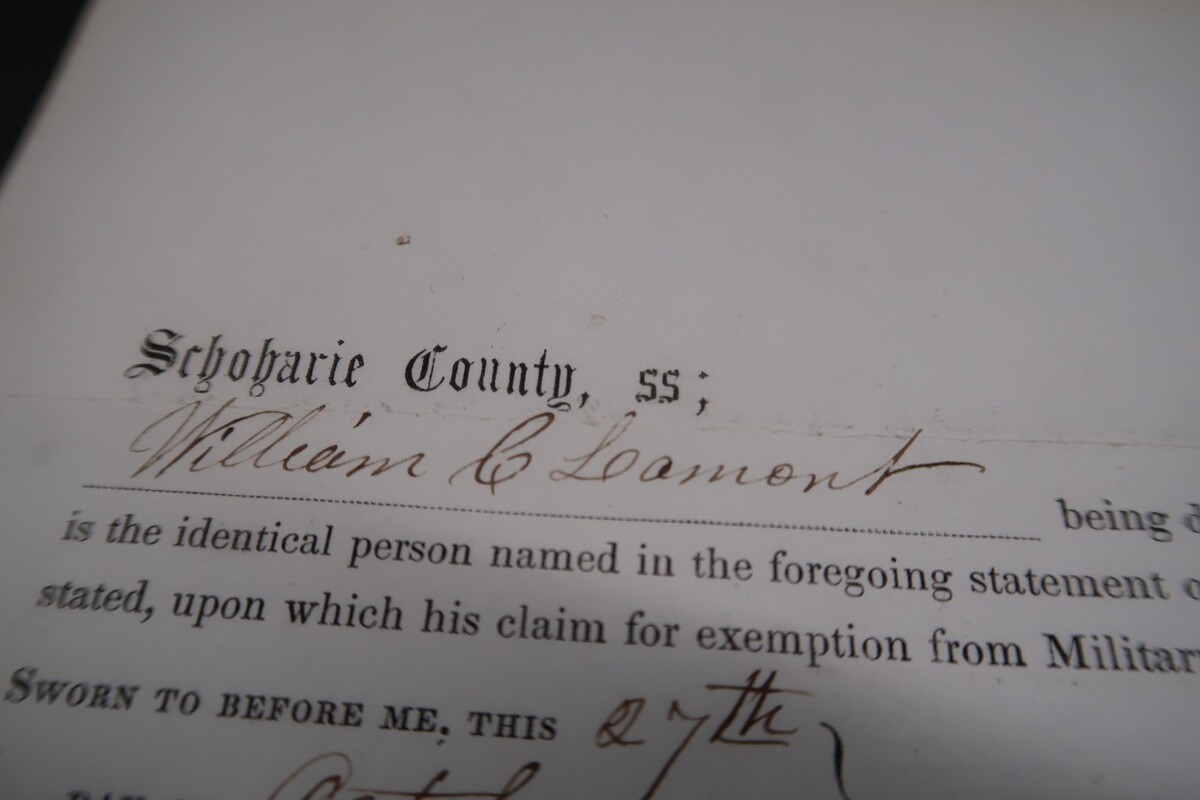 Schoharie County, ss;
William C Lamont being
is the identical person named in the foregoing statement
stated, upon which his claim for exemption from Militar
Sworn to before me, this 27th